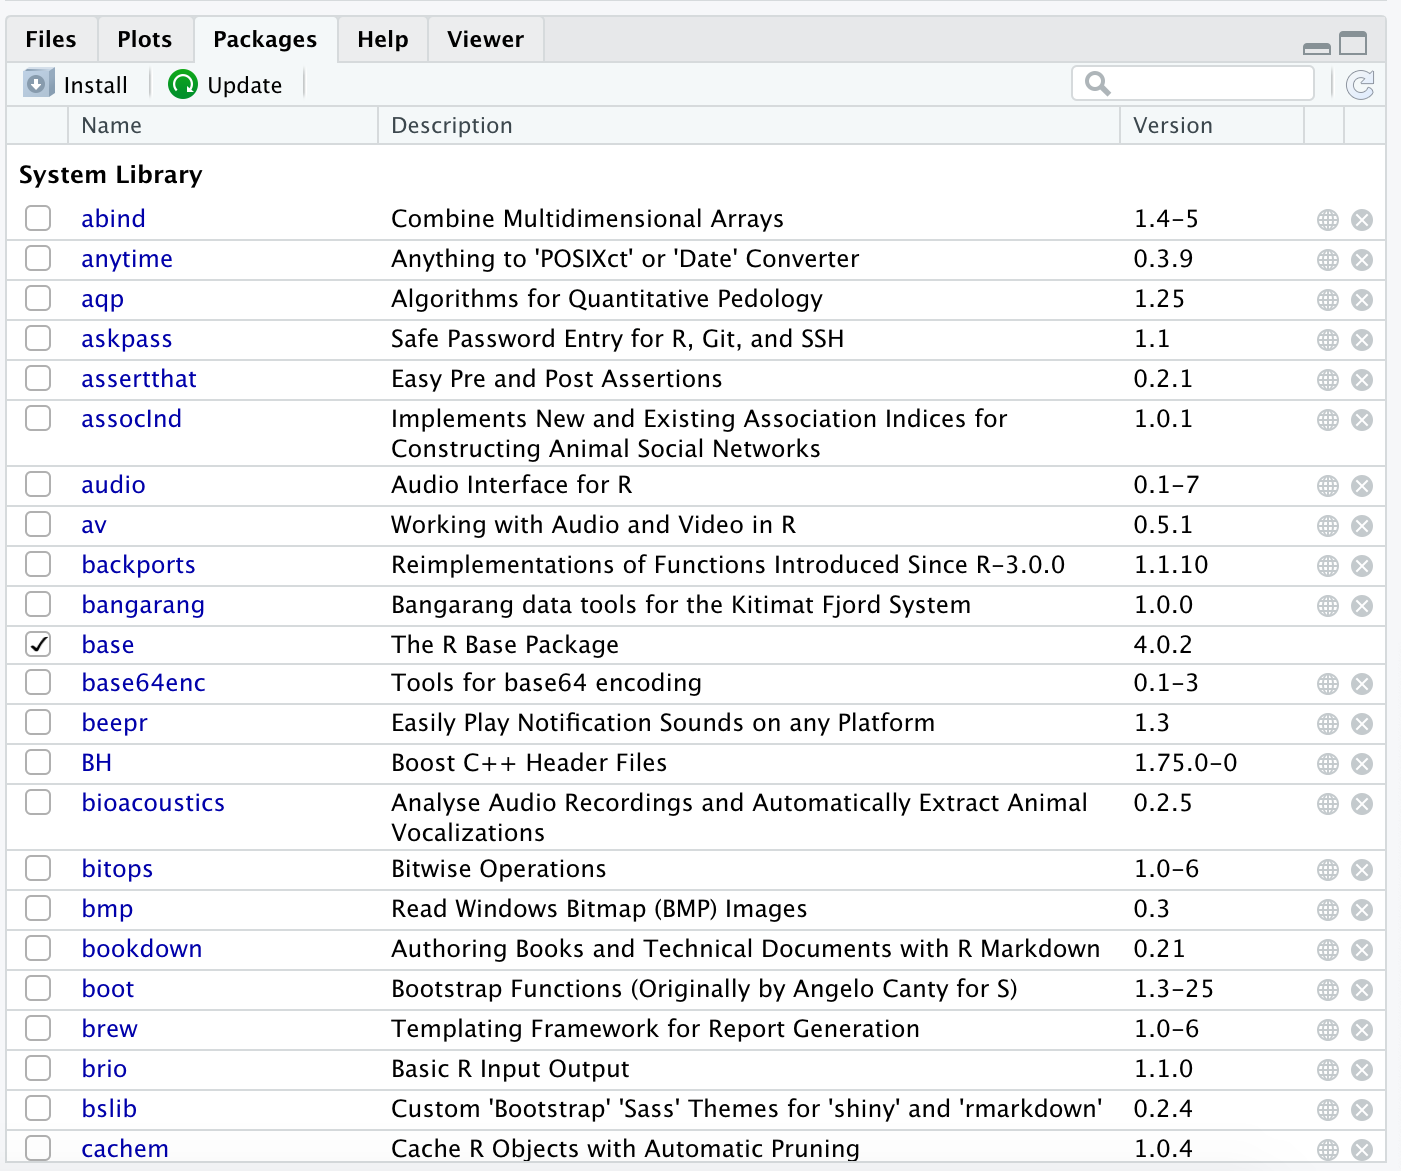 Files Plots Packages Help Viewer
Install Update
Name Description Version
System Library
abind Combine Multidimensional Arrays 1.4-5
anytime Anything to 'POSIXct' or 'Date' Converter 0.3.9
aqp Algorithms for Quantitative Pedology 1.25
askpass Safe Password Entry for R, Git, and SSH 1.1
assertthat Easy Pre and Post Assertions 0.2.1
assocInd Implements New and Existing Association Indices for 1.0.1
Constructing Animal Social Networks
audio Audio Interface for R 0.1-7
av Working with Audio and Video in R 0.5.1
backports Reimplementations of Functions Introduced Since R-3.0.0 1.1.10
bangarang Bangarang data tools for the Kitimat Fjord System 1.0.0
base The R Base Package 4.0.2
base64enc Tools for base64 encoding 0.1-3
beepr Easily Play Notification Sounds on any Platform 1.3
BH Boost C++ Header Files 1.75.0-0
bioacoustics Analyse Audio Recordings and Automatically Extract Animal 0.2.5
Vocalizations
bitops Bitwise Operations 1.0-6
bmp Read Windows Bitmap (BMP) Images 0.3
bookdown Authoring Books and Technical Documents with R Markdown 0.21
boot Bootstrap Functions (Originally by Angelo Canty for S) 1.3-25
brew Templating Framework for Report Generation 1.0-6
brio Basic R Input Output 1.1.0
bslib Custom 'Bootstrap' 'Sass' Themes for 'shiny' and 'rmarkdown' 0.2.4
cachem Cache R Objects with Automatic Pruning 1.0.4